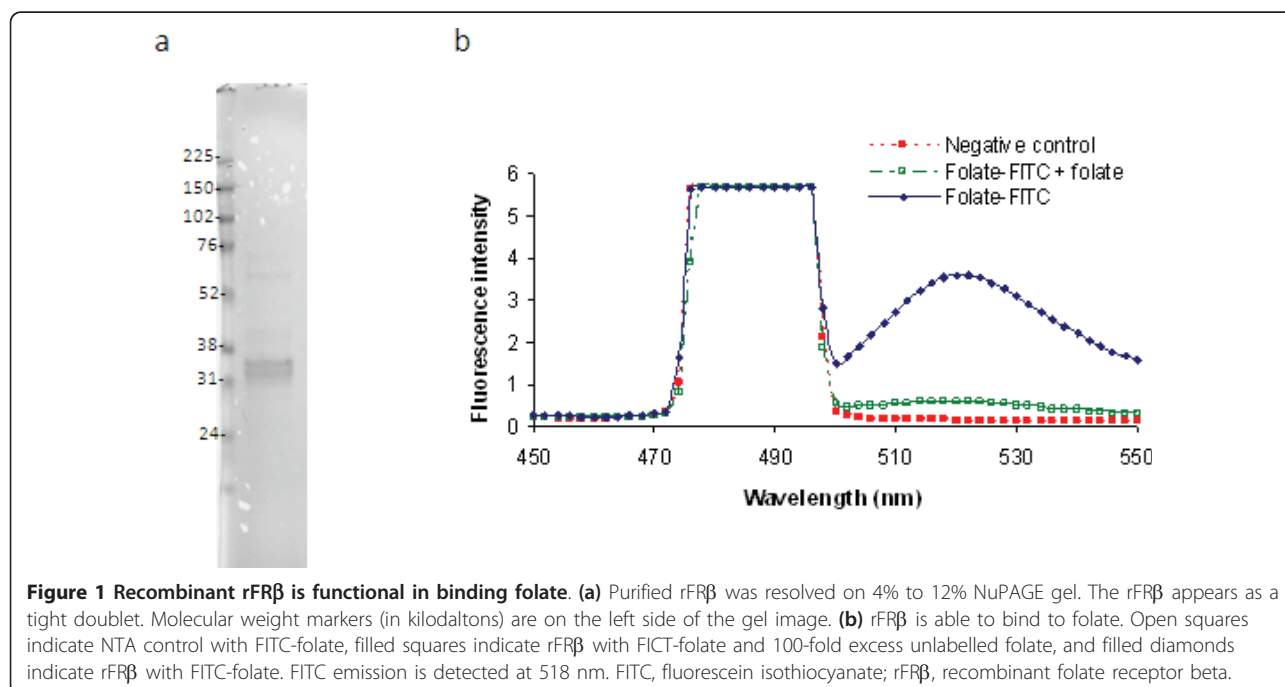 a
225-
150-
102-
76-
52-
38-
31-
24-
b
Negative control
Folate-FITC + folate
Folate-FITC
Fluorescence intensity
6
5
4
3
2
1
0
450 470 490 510 530 550
Wavelength (nm)
Figure 1 Recombinant rFRβ is functional in binding folate. (a) Purified rFRβ was resolved on 4% to 12% NuPAGE gel. The rFRβ appears as a
tight doublet. Molecular weight markers (in kilodaltons) are on the left side of the gel image. (b) rFRβ is able to bind to folate. Open squares
indicate NTA control with FITC-folate, filled squares indicate rFRβ with FICT-folate and 100-fold excess unlabelled folate, and filled diamonds
indicate rFRβ with FITC-folate. FITC emission is detected at 518 nm. FITC, fluorescein isothiocyanate; rFRβ, recombinant folate receptor beta.